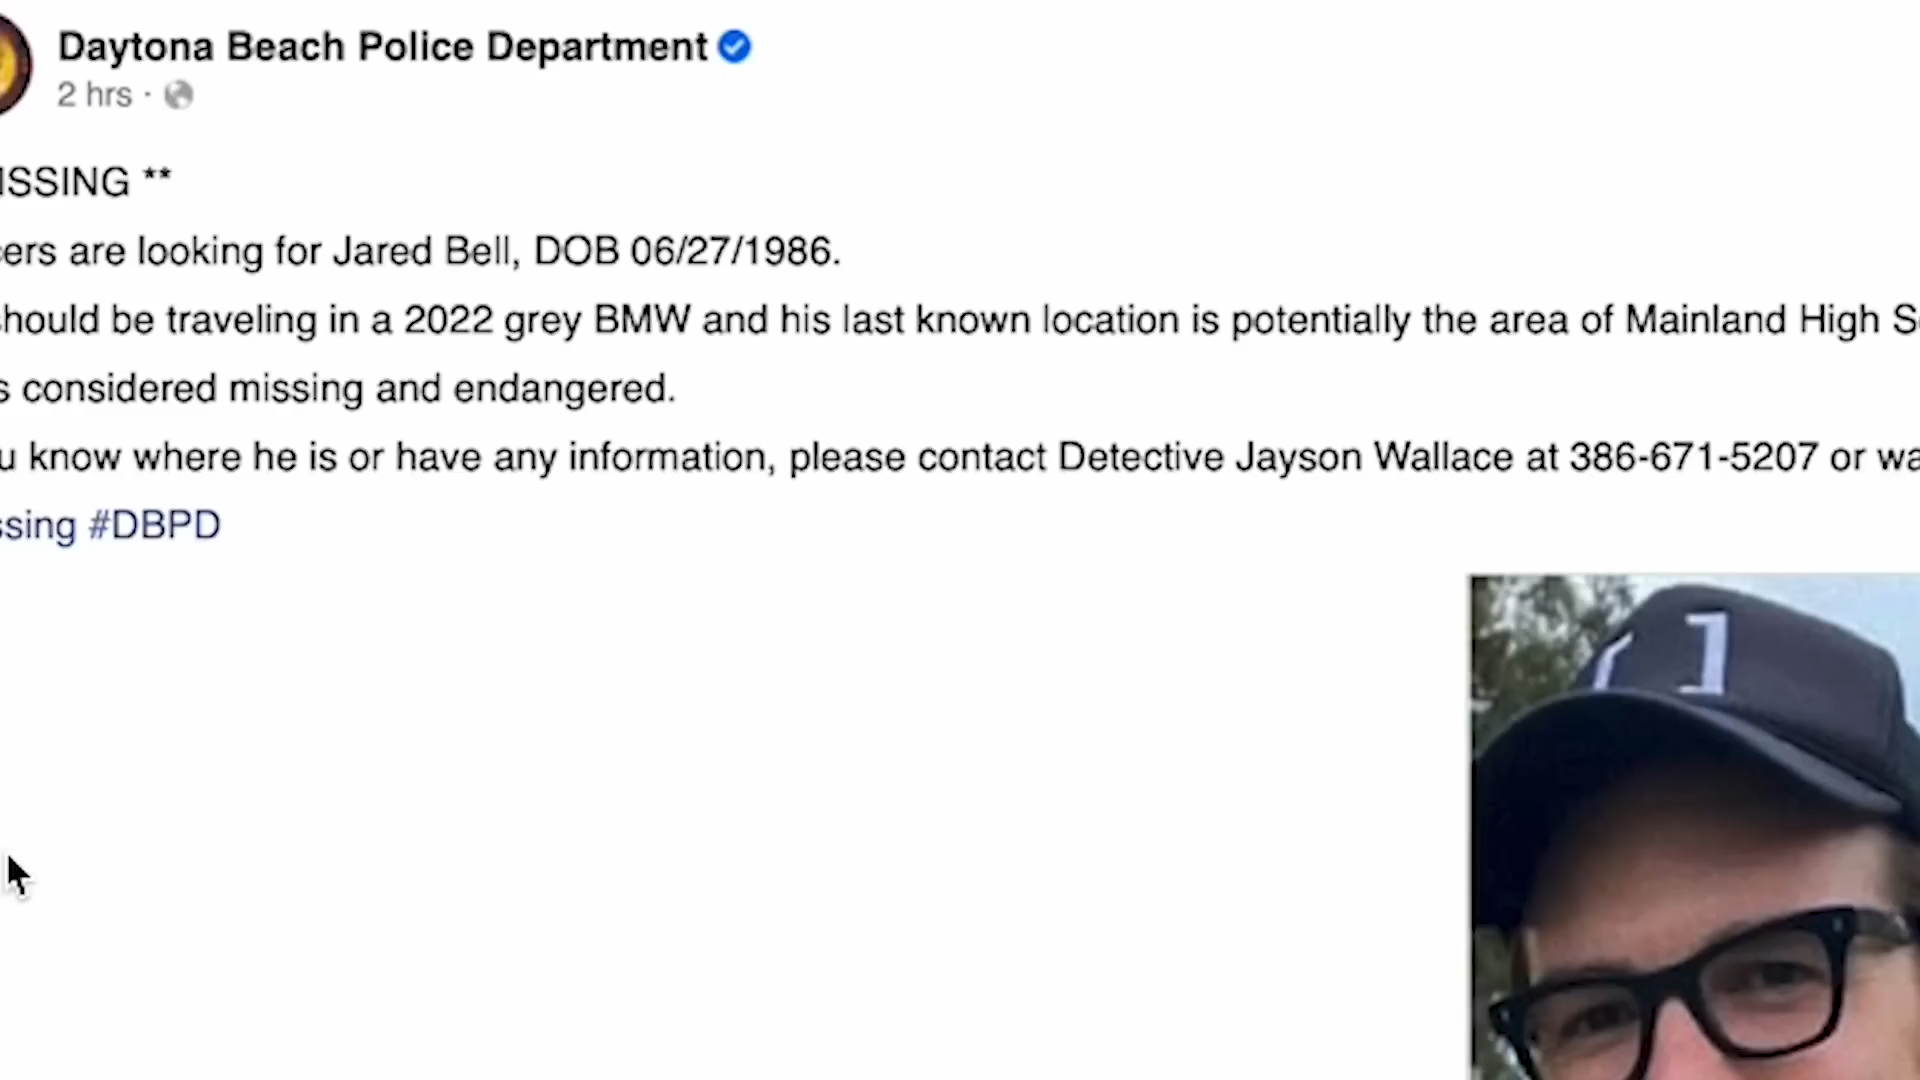 Daytona Beach Police Department
2 hrs ·
ISSING **
ers are looking for Jared Bell, DOB 06/27/1986.
should be traveling in a 2022 grey BMW and his last known location is potentially the area of Mainland High S
s considered missing and endangered.
u know where he is or have any information, please contact Detective Jayson Wallace at 386-671-5207 or wa
ssing #DBPD
[ ]